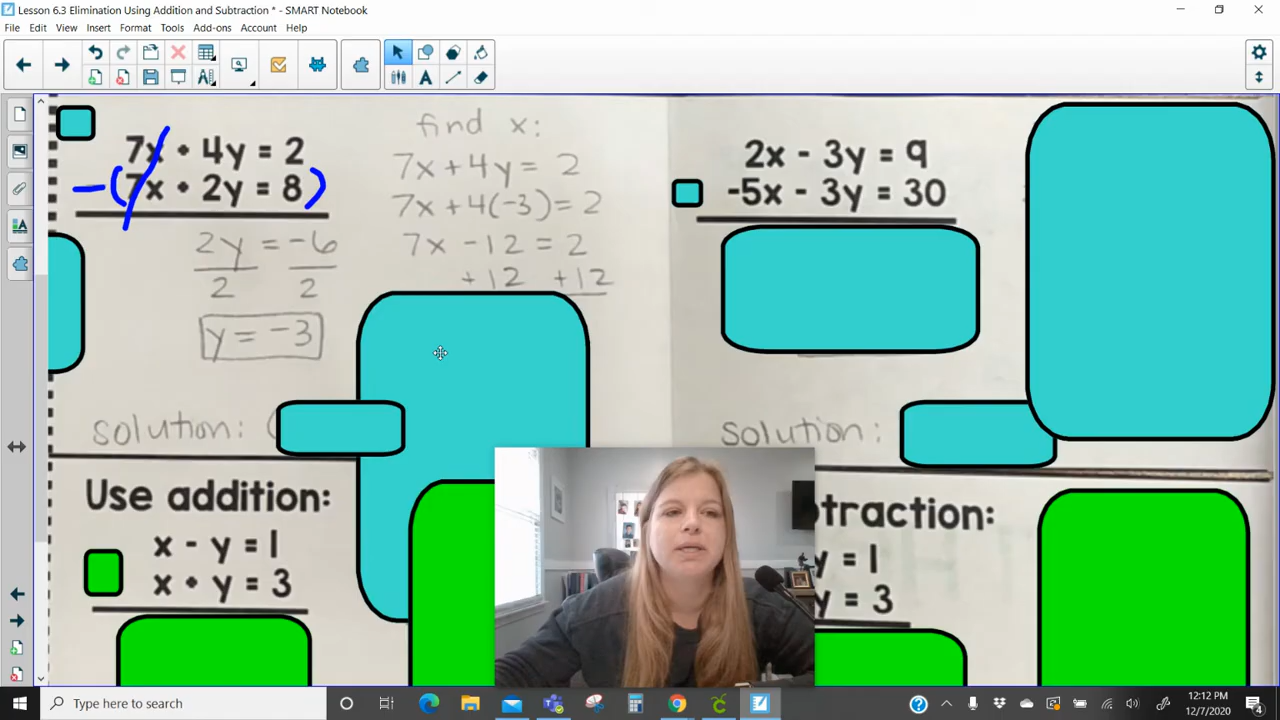 Lesson 6.3 Elimination Using Addition and Subtraction * - SMART Notebook
File Edit View Insert Format Tools Add-ons Account Help
7x + 4y = 2
-(7x + 2y = 8)
2y = -6
2 2
y = -3
find x:
7x + 4y = 2
7x + 4(-3) = 2
7x - 12 = 2
+12 +12
solution: (
2x - 3y = 9
-5x - 3y = 30
solution:
Use addition:
x - y = 1
x + y = 3
traction:
y = 1
y = 3
Type here to search
12:12 PM
12/7/2020
4